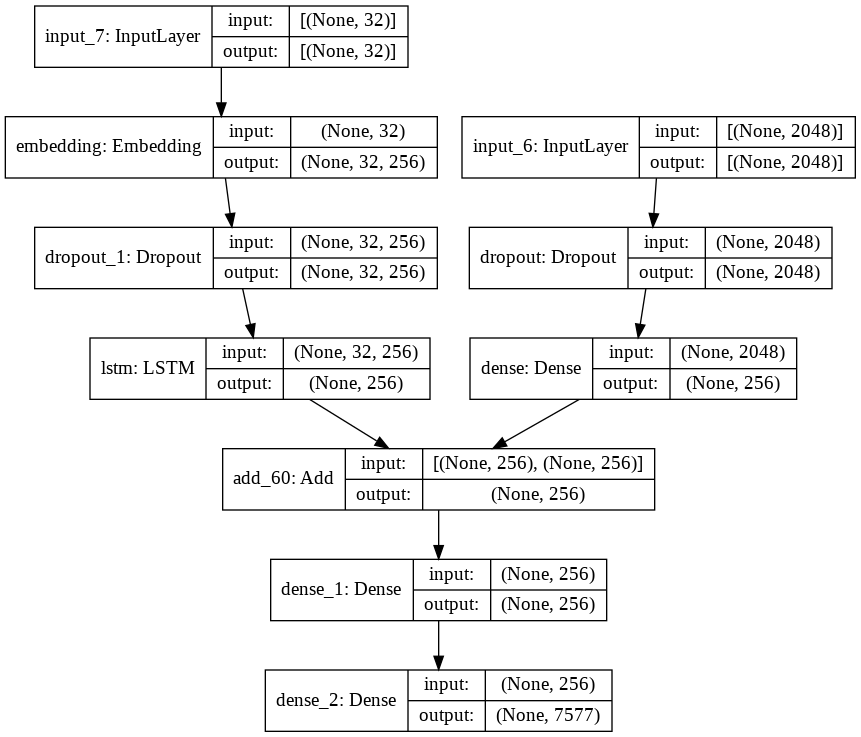 input_7: InputLayer
input: [(None, 32)]
output: [(None, 32)]
embedding: Embedding
input: (None, 32)
output: (None, 32, 256)
input_6: InputLayer
input: [(None, 2048)]
output: [(None, 2048)]
dropout_1: Dropout
input: (None, 32, 256)
output: (None, 32, 256)
dropout: Dropout
input: (None, 2048)
output: (None, 2048)
lstm: LSTM
input: (None, 32, 256)
output: (None, 256)
dense: Dense
input: (None, 2048)
output: (None, 256)
add_60: Add
input: [(None, 256), (None, 256)]
output: (None, 256)
dense_1: Dense
input: (None, 256)
output: (None, 256)
dense_2: Dense
input: (None, 256)
output: (None, 7577)